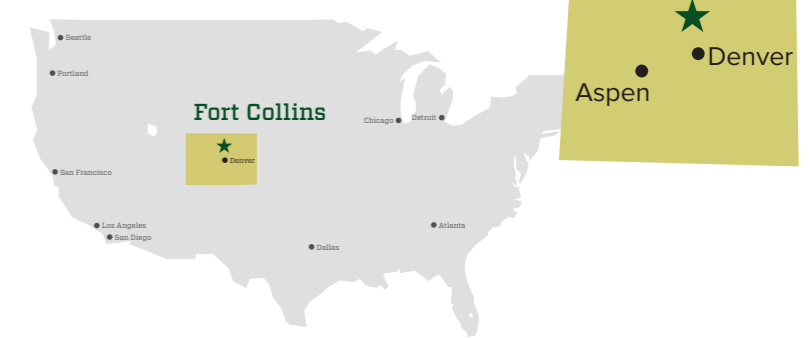 Seattle
Portland
Fort Collins
Chicago
Detroit
Denver
San Francisco
Los Angeles
San Diego
Dallas
Atlanta
Denver
Aspen